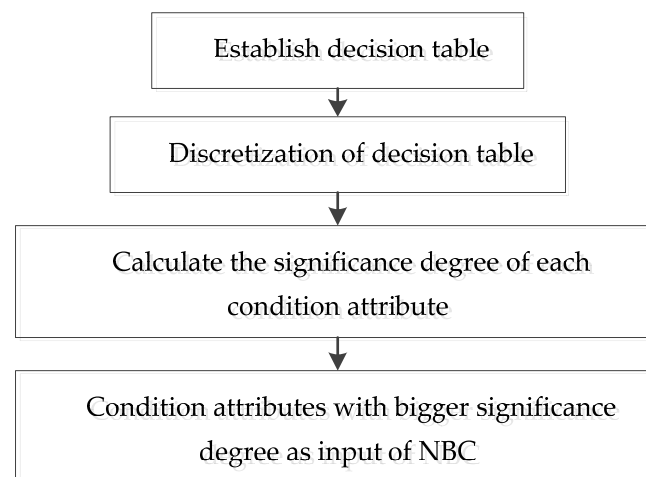 Establish decision table
Discretization of decision table
Calculate the significance degree of each
condition attribute
Condition attributes with bigger significance
degree as input of NBC